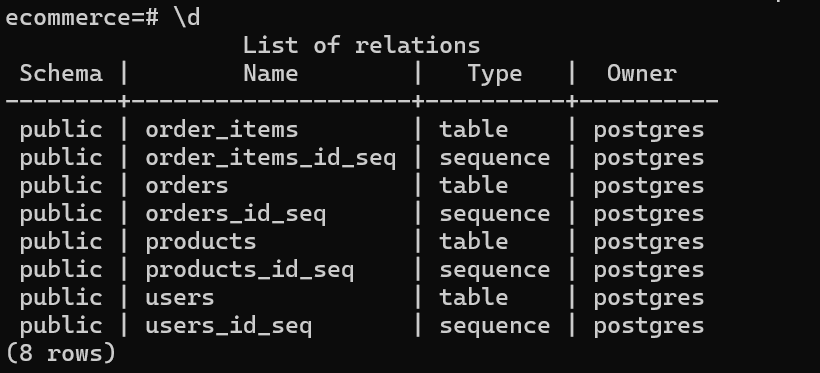 ecommerce=# \d
                 List of relations
 Schema |        Name         |   Type   |  Owner
--------+---------------------+----------+----------
 public | order_items         | table    | postgres
 public | order_items_id_seq | sequence | postgres
 public | orders              | table    | postgres
 public | orders_id_seq       | sequence | postgres
 public | products            | table    | postgres
 public | products_id_seq     | sequence | postgres
 public | users               | table    | postgres
 public | users_id_seq        | sequence | postgres
(8 rows)